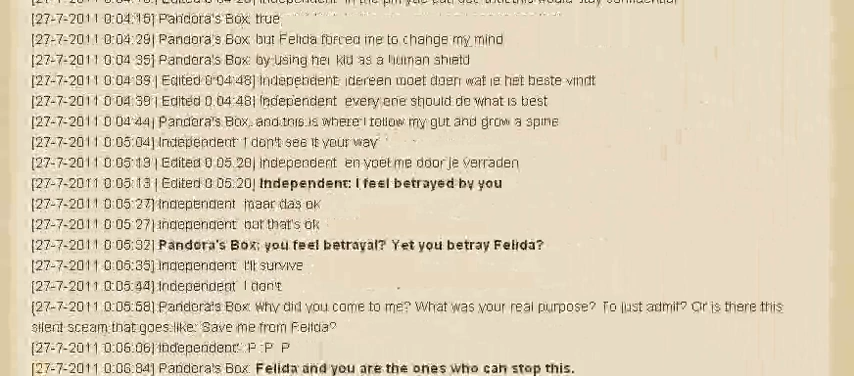 [27-7-2011 0:04:15] Pandora's Box: true
[27-7-2011 0:04:29] Pandora's Box: but Felida forced me to change my mind
[27-7-2011 0:04:35] Pandora's Box: by using her kid as a human shield
[27-7-2011 0:04:39 | Edited 0:04:48] Independent: idereen moet doen wat ie het beste vindt
[27-7-2011 0:04:39 | Edited 0:04:48] Independent: every one should do what is best
[27-7-2011 0:04:44] Pandora's Box: and this is where I follow my gut and grow a spine
[27-7-2011 0:05:04] Independent: I don't see it your way
[27-7-2011 0:05:13 | Edited 0:05:20] Independent: en voel me door je verraden
[27-7-2011 0:05:13 | Edited 0:05:20] Independent: I feel betrayed by you
[27-7-2011 0:05:27] Independent: maar das ok
[27-7-2011 0:05:27] Independent: but that's ok
[27-7-2011 0:05:32] Pandora's Box: you feel betrayal? Yet you betray Felida?
[27-7-2011 0:05:35] Independent: I'll survive
[27-7-2011 0:05:44] Independent: I don't
[27-7-2011 0:05:58] Pandora's Box: why did you come to me? What was your real purpose? To just admit? Or is there this
silent sceam that goes like: Save me from Felida?
[27-7-2011 0:06:06] Independent: :P :P :P
[27-7-2011 0:06:34] Pandora's Box: Felida and you are the ones who can stop this.